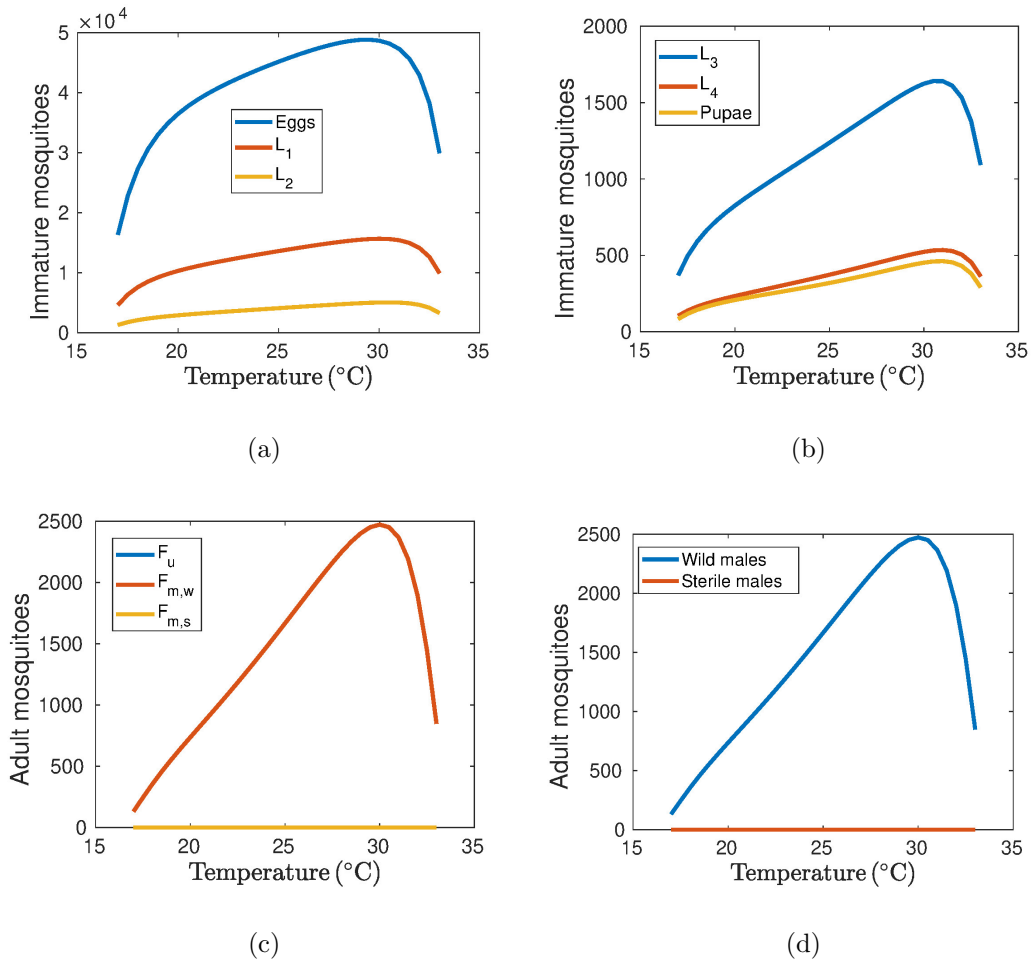 ×10⁴
5
4
3
2
1
0
Immature mosquitoes
Eggs
L₁
L₂
15 20 25 30 35
Temperature (°C)
(a)
2000
1500
1000
500
0
Immature mosquitoes
L₃
L₄
Pupae
15 20 25 30 35
Temperature (°C)
(b)
2500
2000
1500
1000
500
0
Adult mosquitoes
Fᵤ
F_{m,w}
F_{m,s}
15 20 25 30 35
Temperature (°C)
(c)
2500
2000
1500
1000
500
0
Adult mosquitoes
Wild males
Sterile males
15 20 25 30 35
Temperature (°C)
(d)